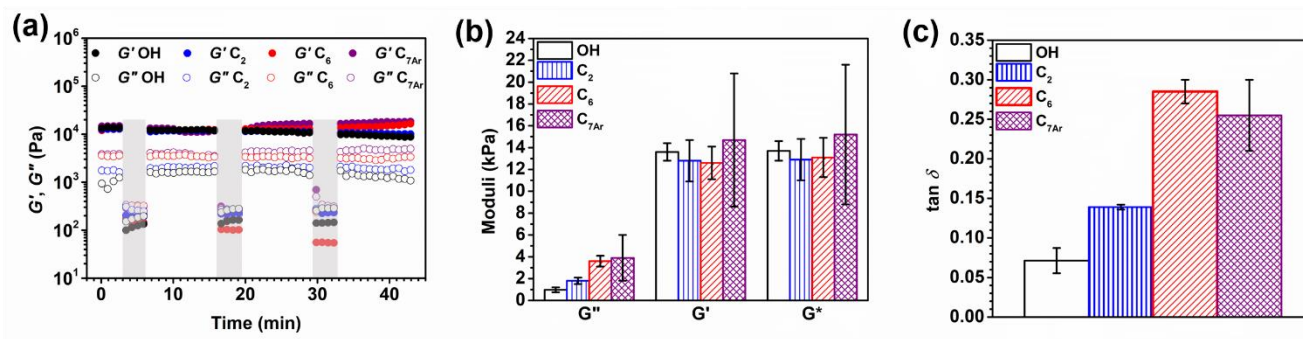 (a)
10⁶
10⁵
10⁴
10³
10²
10¹
G', G" (Pa)
G' OH G' C₂ G' C₆ G' C₇Ar
G" OH G" C₂ G" C₆ G" C₇Ar
0 10 20 30 40
Time (min)
(b)
24
22
20
18
16
14
12
10
8
6
4
2
0
Moduli (kPa)
OH
C₂
C₆
C₇Ar
G" G' G*
(c)
0.35
0.30
0.25
0.20
0.15
0.10
0.05
0.00
tan δ
OH
C₂
C₆
C₇Ar